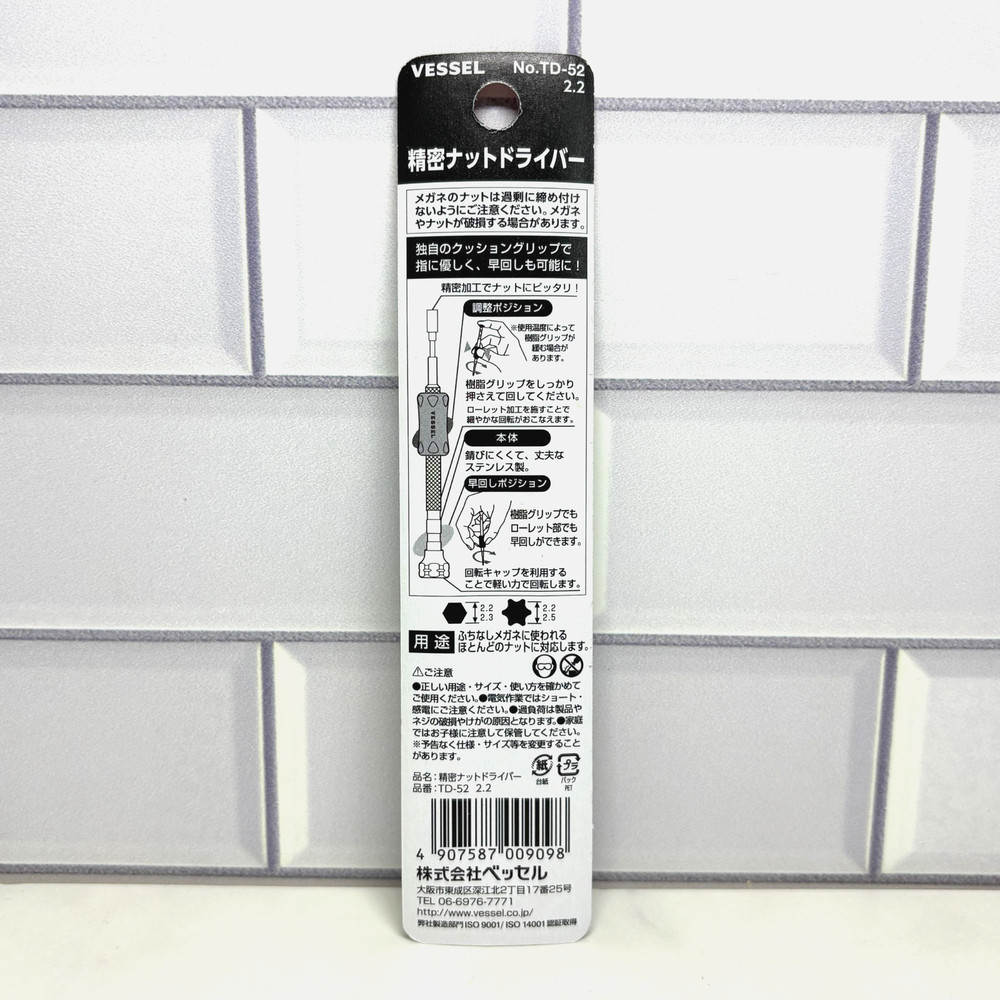 VESSEL No.TD-52
2.2
精密ナットドライバー
メガネのナットは過剰に締め付け
ないようにご注意ください。メガネ
やナットが破損する場合があります。
独自のクッショングリップで
指に優しく、早回しも可能に!
精密加工でナットにピッタリ!
調整ポジション
※使用温度によって
樹脂グリップが
緩む場合が
あります。
樹脂グリップをしっかり
押さえて回してください。
ローレット加工を施すことで
細やかな回転がおこなえます。
VESSEL
本体
錆びにくくて、丈夫な
ステンレス製。
早回しポジション
樹脂グリップでも
ローレット部でも
早回しができます。
回転キャップを利用する
ことで軽い力で回転します。
2.2 2.2
2.3 2.5
用途 ふちなしメガネに使われる
ほとんどのナットに対応します。
⚠ご注意
●正しい用途・サイズ・使い方を確かめて
ご使用ください。●電気作業ではショート・
感電にご注意ください。●過負荷は製品や
ネジの破損やけがの原因となります。●家庭
ではお子様に注意して保管してください。
※予告なく仕様・サイズ等を変更すること
があります。
紙 プラ
台紙 パック
PET
品名:精密ナットドライバー
品番:TD-52 2.2
4 907587 009098
株式会社ベッセル
大阪市東成区深江北2丁目17番25号
TEL 06-6976-7771
http://www.vessel.co.jp/
弊社製造部門 ISO 9001/ ISO 14001 認証取得